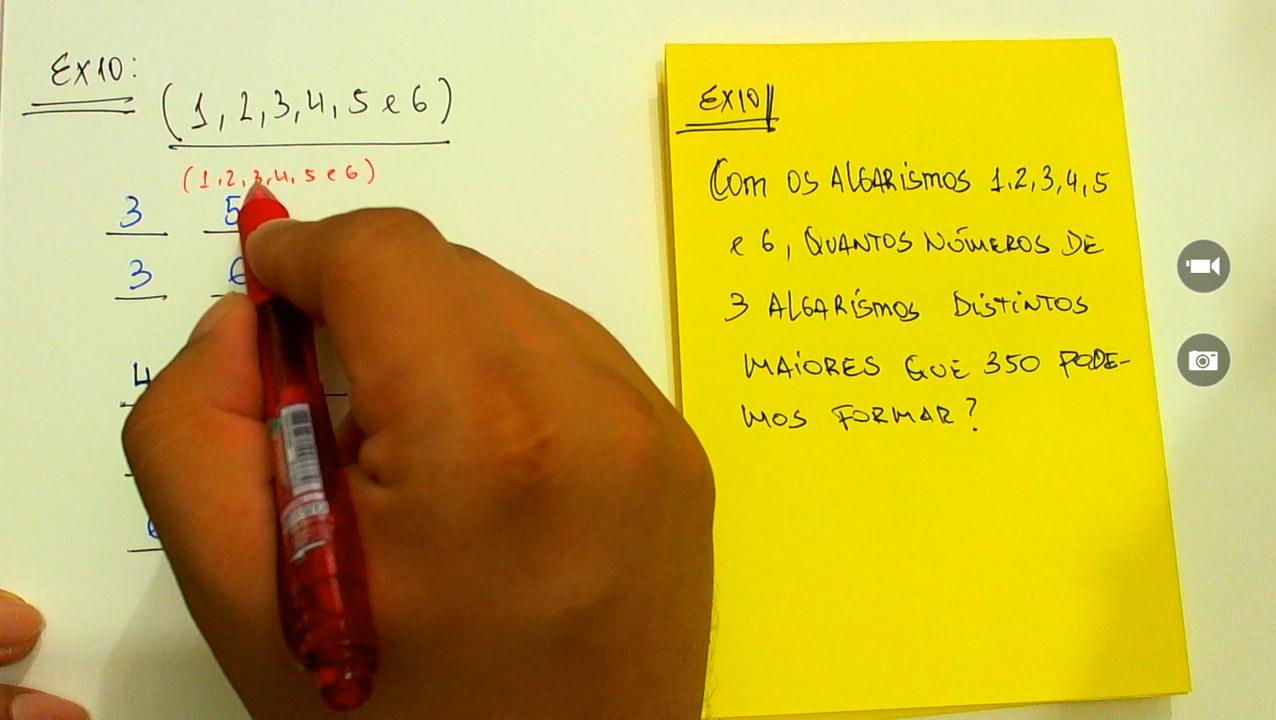 EX10:
(1, 2, 3, 4, 5 e 6)
(1, 2, 3, 4, 5 e 6)
3 5
3 6
4
6
EX10
COM OS ALGARISMOS 1, 2, 3, 4, 5
e 6, QUANTOS NÚMEROS DE
3 ALGARISMOS DISTINTOS
MAIORES QUE 350 PODE-
MOS FORMAR?